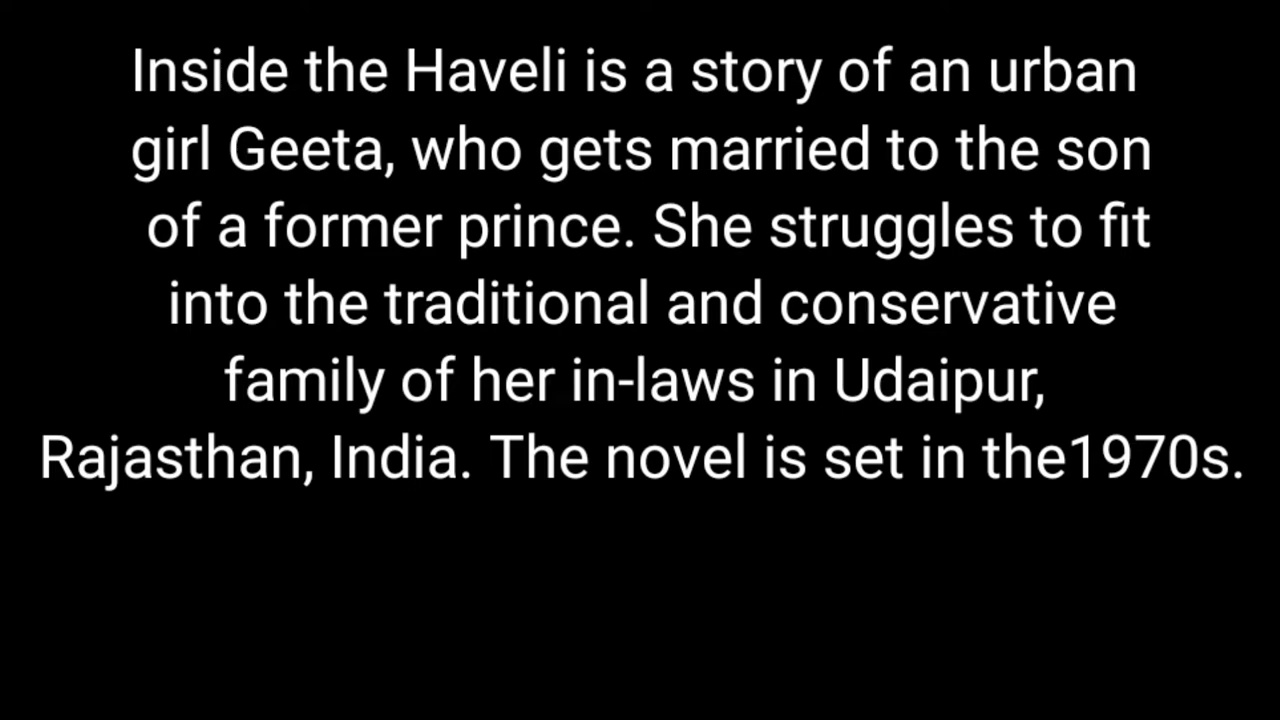 Inside the Haveli is a story of an urban
girl Geeta, who gets married to the son
of a former prince. She struggles to fit
into the traditional and conservative
family of her in-laws in Udaipur,
Rajasthan, India. The novel is set in the1970s.